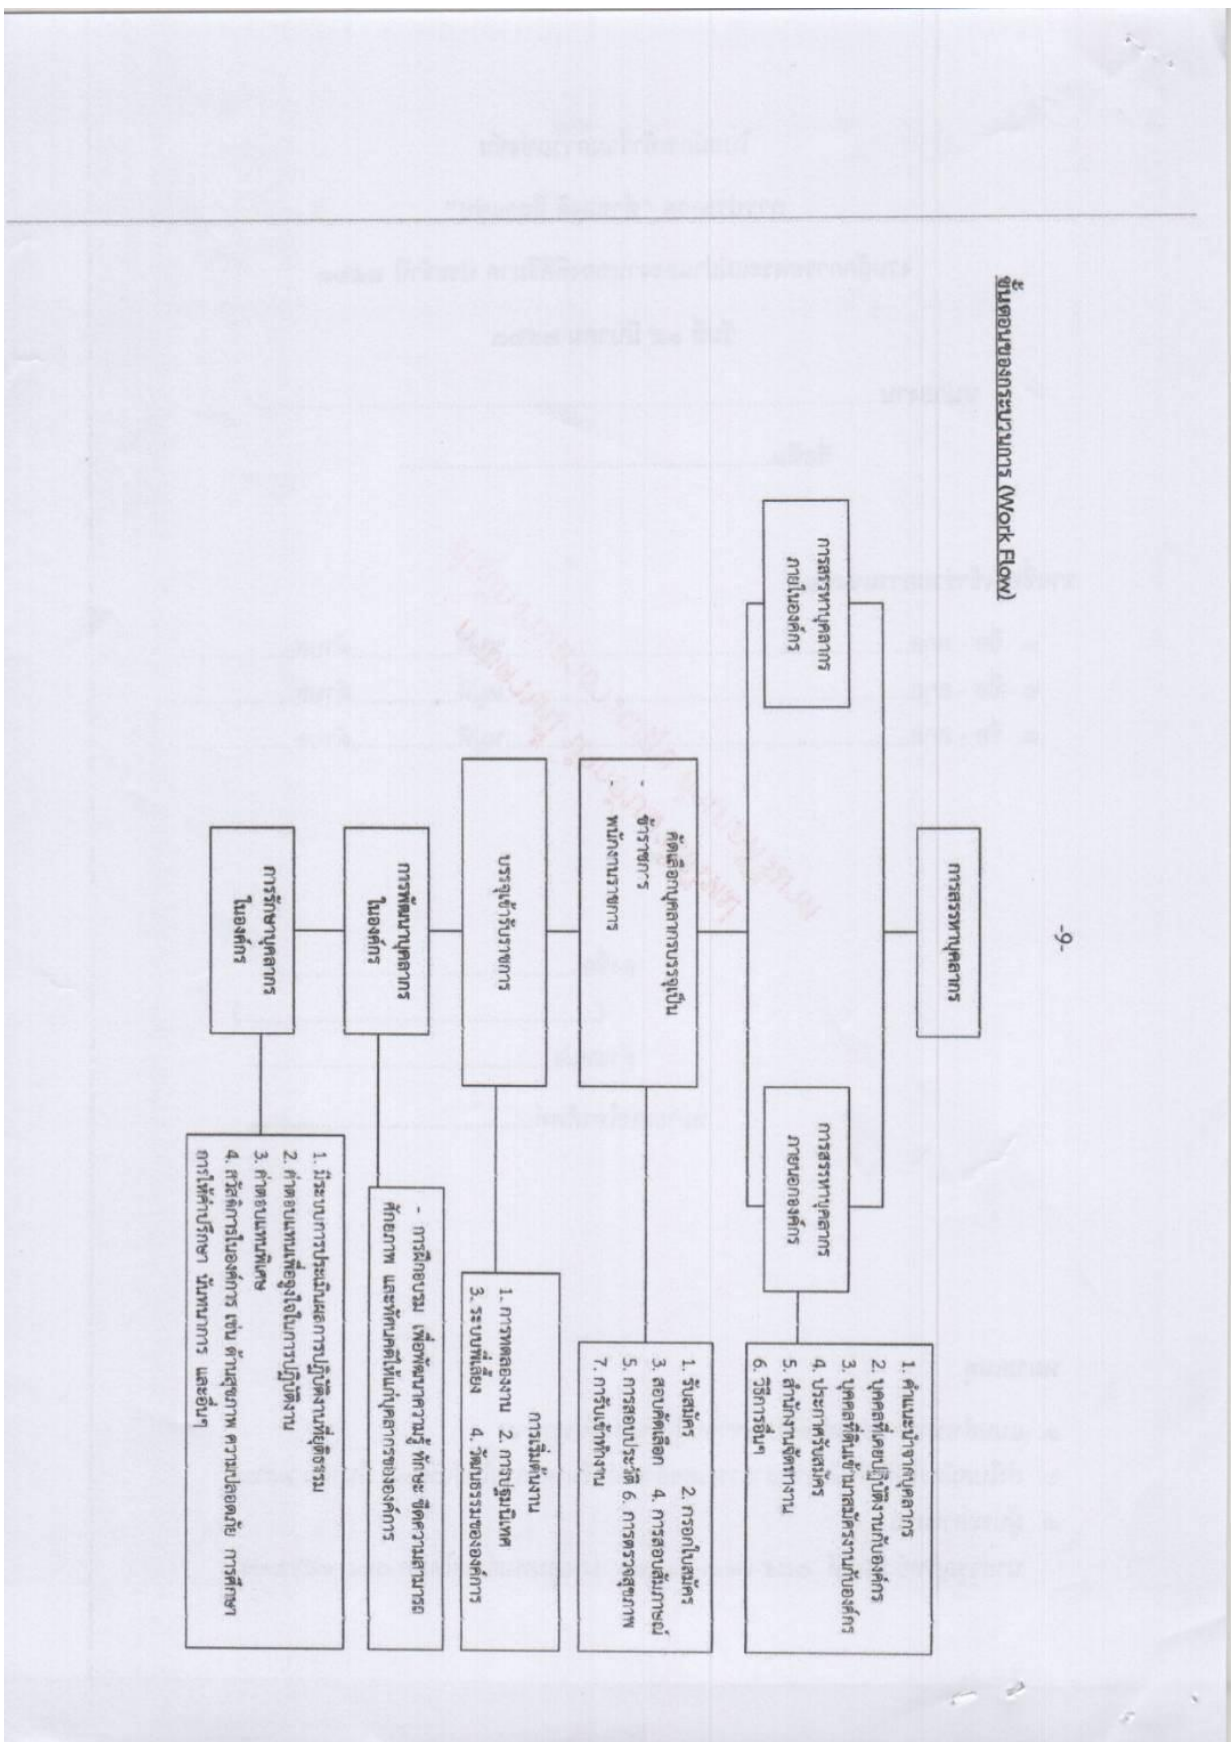 -9-
ขั้นตอนของกระบวนการ (Work Flow)
การสรรหาบุคลากร
การสรรหาบุคลากร
ภายในองค์กร
การสรรหาบุคลากร
ภายนอกองค์กร
1. คำแนะนำจากบุคลากร
2. บุคคลที่เคยปฏิบัติงานกับองค์กร
3. บุคคลที่เดินเข้ามาสมัครงานกับองค์กร
4. ประกาศรับสมัคร
5. สำนักงานจัดหางาน
6. วิธีการอื่นๆ
คัดเลือกบุคลากรบรรจุเป็น
- ข้าราชการ
- พนักงานราชการ
1. รับสมัคร 2. กรอกใบสมัคร
3. สอบคัดเลือก 4. การสอบสัมภาษณ์
5. การสอบประวัติ 6. การตรวจสุขภาพ
7. การรับเข้าทำงาน
บรรจุเข้ารับราชการ
การเริ่มต้นงาน
1. การทดลองงาน 2. การปฐมนิเทศ
3. ระบบพี่เลี้ยง 4. วัฒนธรรมขององค์การ
การพัฒนาบุคลากร
ในองค์กร
- การฝึกอบรม เพื่อพัฒนาความรู้ ทักษะ ขีดความสามารถ
ศักยภาพ และทัศนคติให้แก่บุคลากรขององค์การ
การรักษาบุคลากร
ในองค์กร
1. มีระบบการประเมินผลการปฏิบัติงานที่ยุติธรรม
2. ค่าตอบแทนเพื่อจูงใจในการปฏิบัติงาน
3. ค่าตอบแทนพิเศษ
4. สวัสดิการในองค์การ เช่น ด้านสุขภาพ ความปลอดภัย การศึกษา
การให้คำปรึกษา นันทนาการ และอื่นๆ